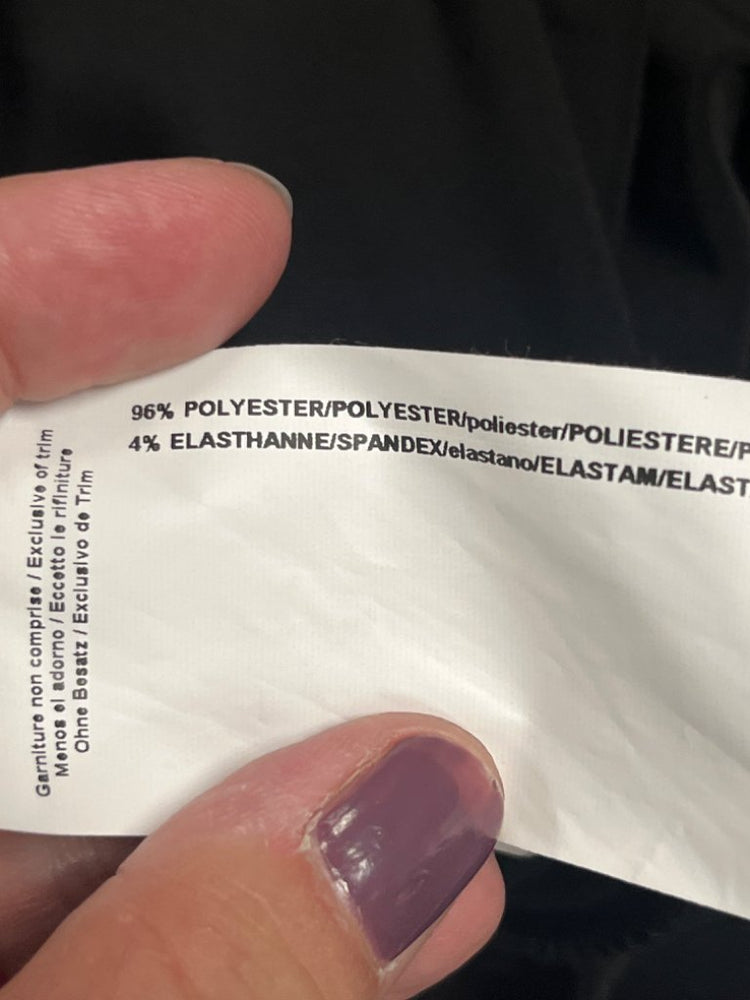 96% POLYESTER/POLYESTER/poliester/POLIESTERE/P
4% ELASTHANNE/SPANDEX/elastano/ELASTAM/ELAST
Garniture non comprise / Exclusive of trim
Menos el adorno / Eccetto le rifiniture
Ohne Besatz / Exclusivo de Trim